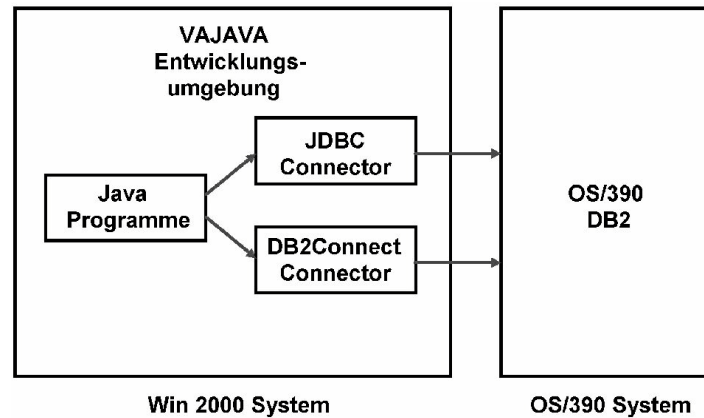 VAJAVA
Entwicklungs-
umgebung
JDBC
Connector
Java
Programme
DB2Connect
Connector
OS/390
DB2
Win 2000 System
OS/390 System